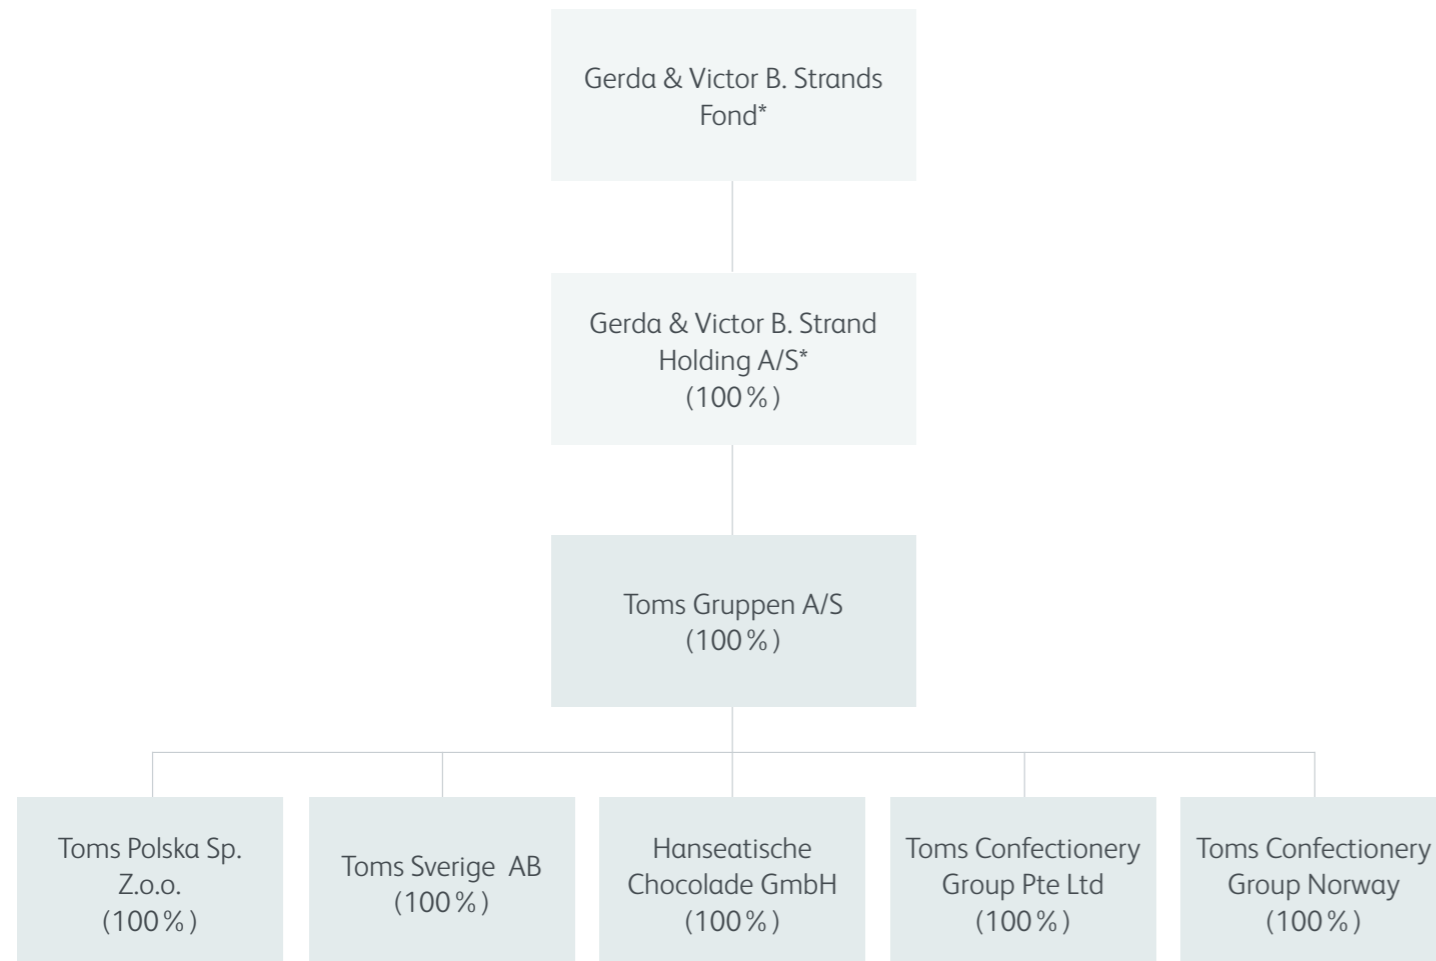 Gerda & Victor B. Strands
Fond*
Gerda & Victor B. Strand
Holding A/S*
(100 %)
Toms Gruppen A/S
(100 %)
Toms Polska Sp.
Z.o.o.
(100 %)
Toms Sverige AB
(100 %)
Hanseatische
Chocolade GmbH
(100 %)
Toms Confectionery
Group Pte Ltd
(100 %)
Toms Confectionery
Group Norway
(100 %)